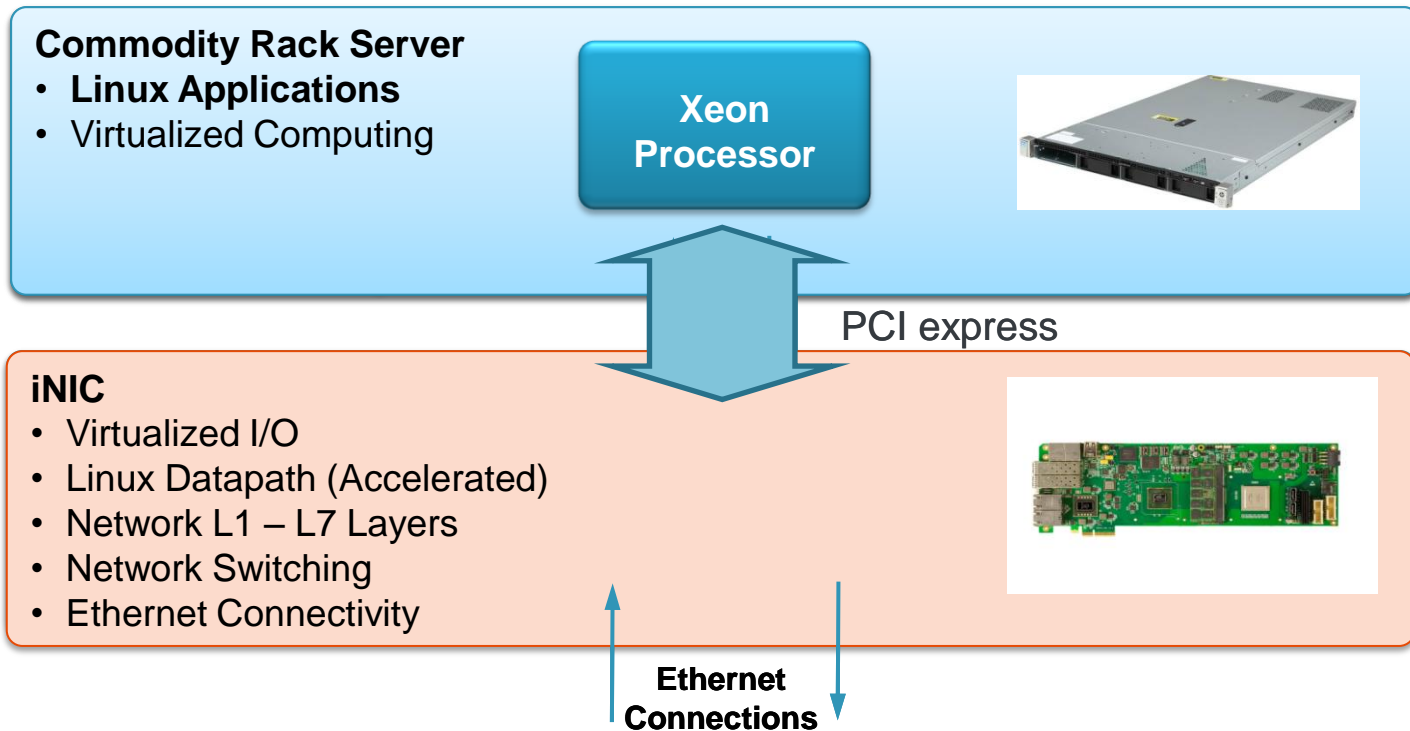 Commodity Rack Server
• Linux Applications
• Virtualized Computing
Xeon
Processor
PCI express
iNIC
• Virtualized I/O
• Linux Datapath (Accelerated)
• Network L1 – L7 Layers
• Network Switching
• Ethernet Connectivity
Ethernet
Connections